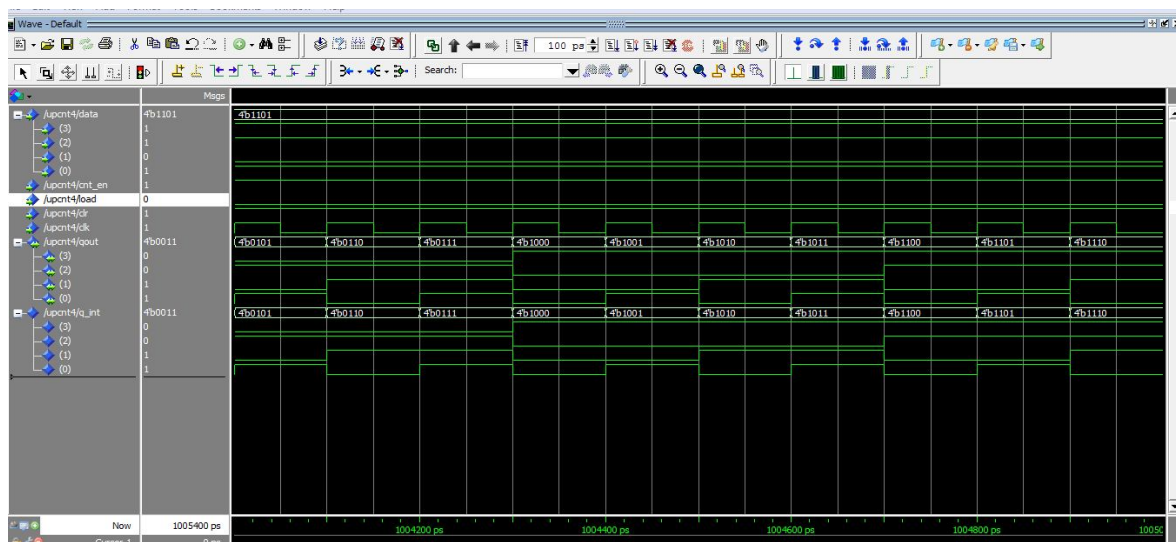 Wave - Default
100 ps
Search:
Msgs
/upcnt4/data 4'b1101 4'b1101
(3) 1
(2) 1
(1) 0
(0) 1
/upcnt4/cnt_en 1
/upcnt4/load 0
/upcnt4/clr 1
/upcnt4/clk 1
/upcnt4/qout 4'b0011 4'b0101 4'b0110 4'b0111 4'b1000 4'b1001 4'b1010 4'b1011 4'b1100 4'b1101 4'b1110
(3) 0
(2) 0
(1) 1
(0) 1
/upcnt4/q_int 4'b0011 4'b0101 4'b0110 4'b0111 4'b1000 4'b1001 4'b1010 4'b1011 4'b1100 4'b1101 4'b1110
(3) 0
(2) 0
(1) 1
(0) 1
Now 1005400 ps 1004200 ps 1004400 ps 1004600 ps 1004800 ps